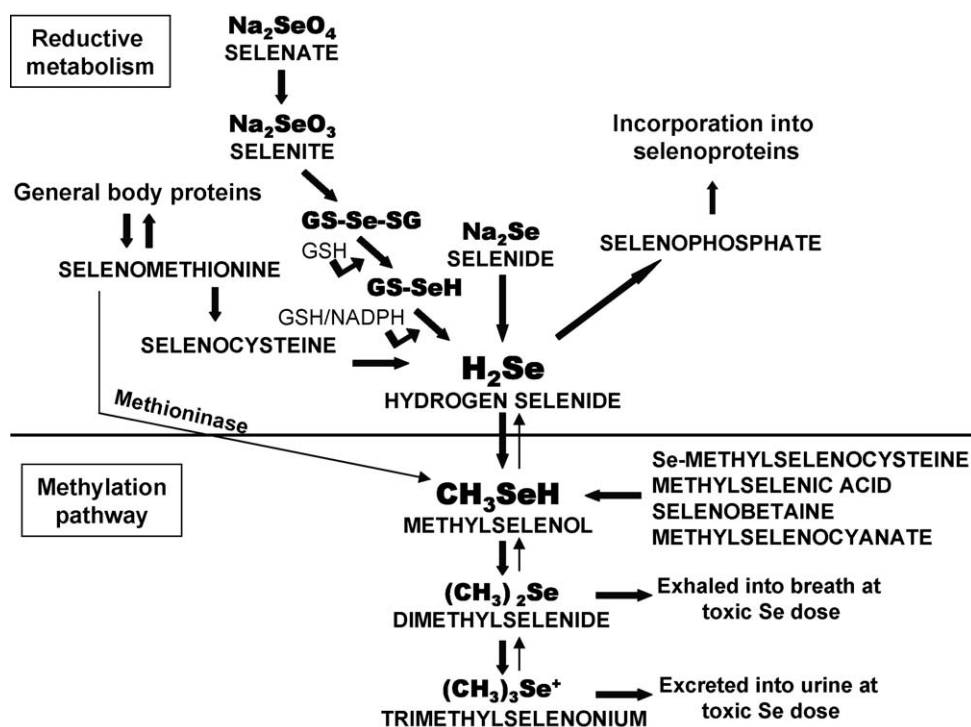 Reductive
metabolism
Na₂SeO₄
SELENATE
Na₂SeO₃
SELENITE
General body proteins
SELENOMETHIONINE
SELENOCYSTEINE
GS-Se-SG
GSH
GS-SeH
GSH/NADPH
Na₂Se
SELENIDE
Incorporation into
selenoproteins
SELENOPHOSPHATE
H₂Se
HYDROGEN SELENIDE
Methioninase
Methylation
pathway
CH₃SeH
METHYLSELENOL
Se-METHYLSELENOCYSTEINE
METHYLSELENIC ACID
SELENOBETAINE
METHYLSELENOCYANATE
(CH₃)₂Se
DIMETHYLSELENIDE
Exhaled into breath at
toxic Se dose
(CH₃)₃Se⁺
TRIMETHYLSELENONIUM
Excreted into urine at
toxic Se dose